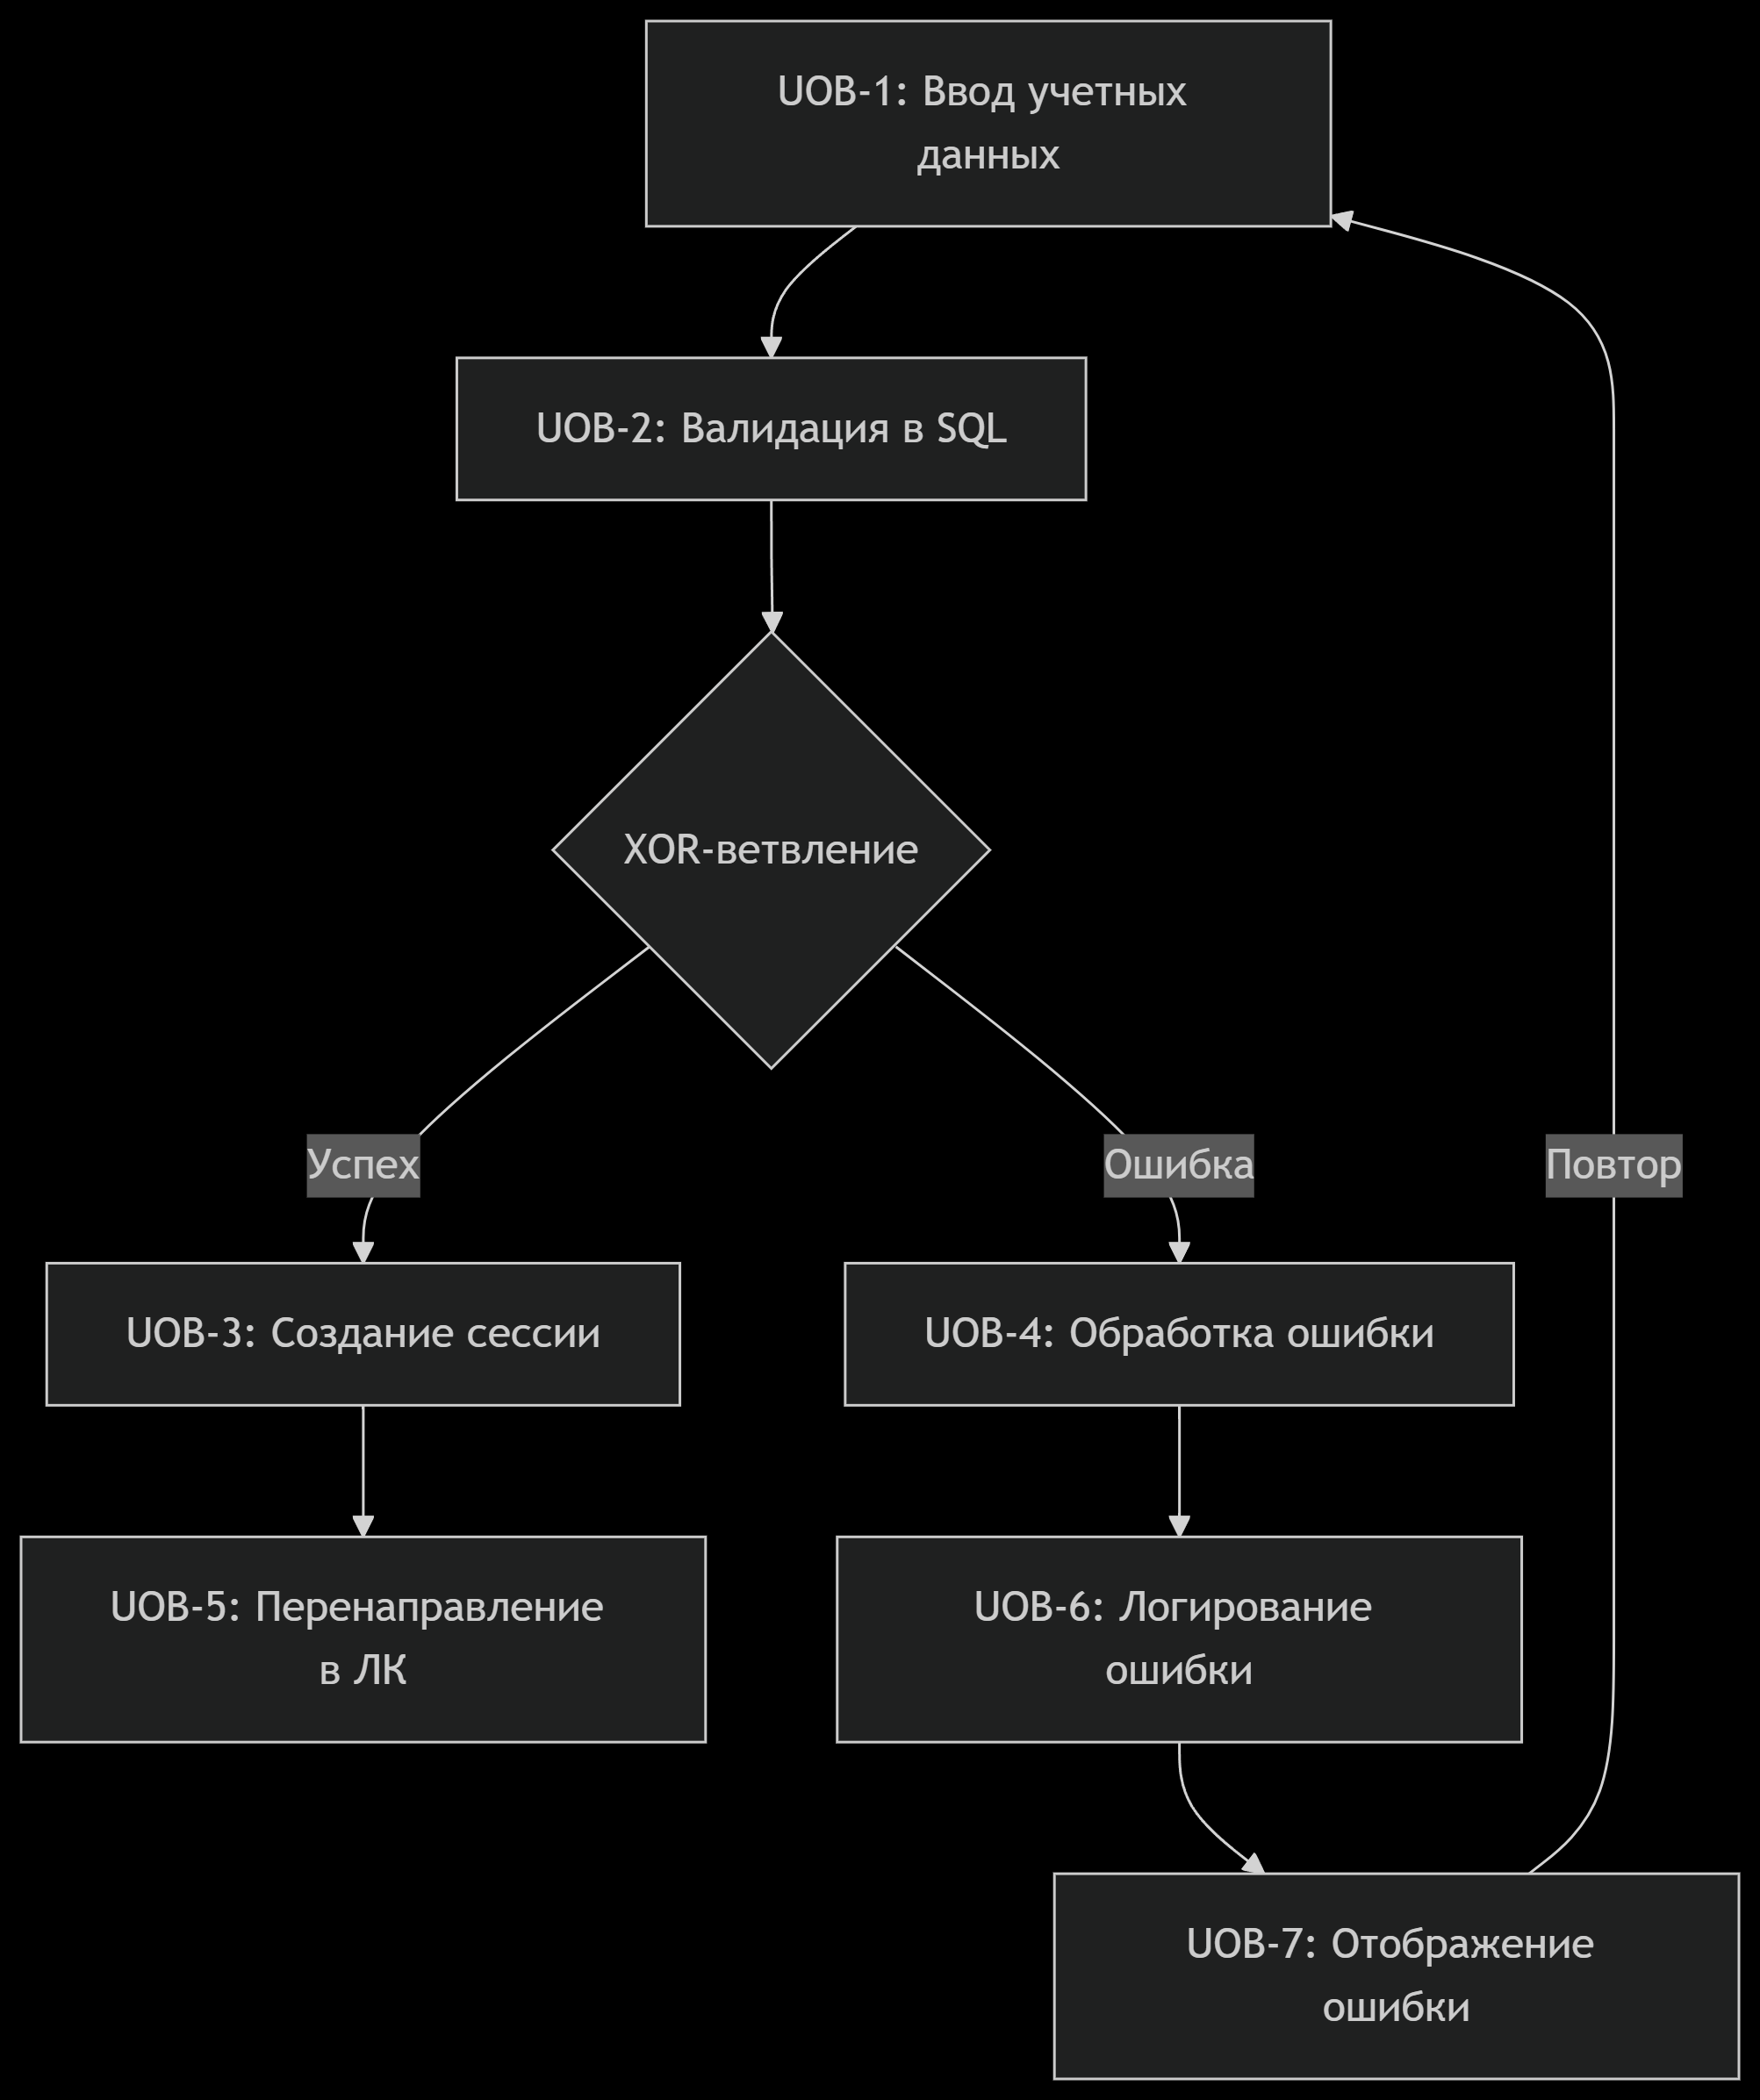 UOB-1: Ввод учетных
данных
UOB-2: Валидация в SQL
XOR-ветвление
Успех
Ошибка
Повтор
UOB-3: Создание сессии
UOB-4: Обработка ошибки
UOB-5: Перенаправление
в ЛК
UOB-6: Логирование
ошибки
UOB-7: Отображение
ошибки